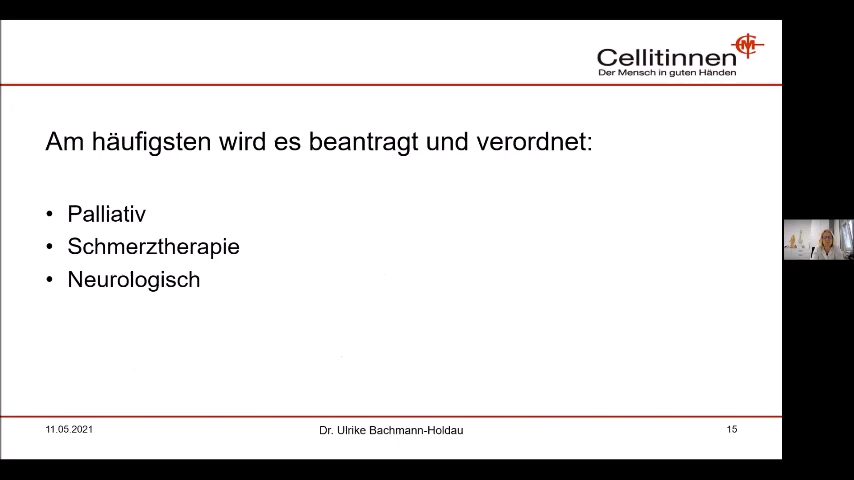 Cellitinnen
Der Mensch in guten Händen
Am häufigsten wird es beantragt und verordnet:
• Palliativ
• Schmerztherapie
• Neurologisch
11.05.2021
Dr. Ulrike Bachmann-Holdau
15